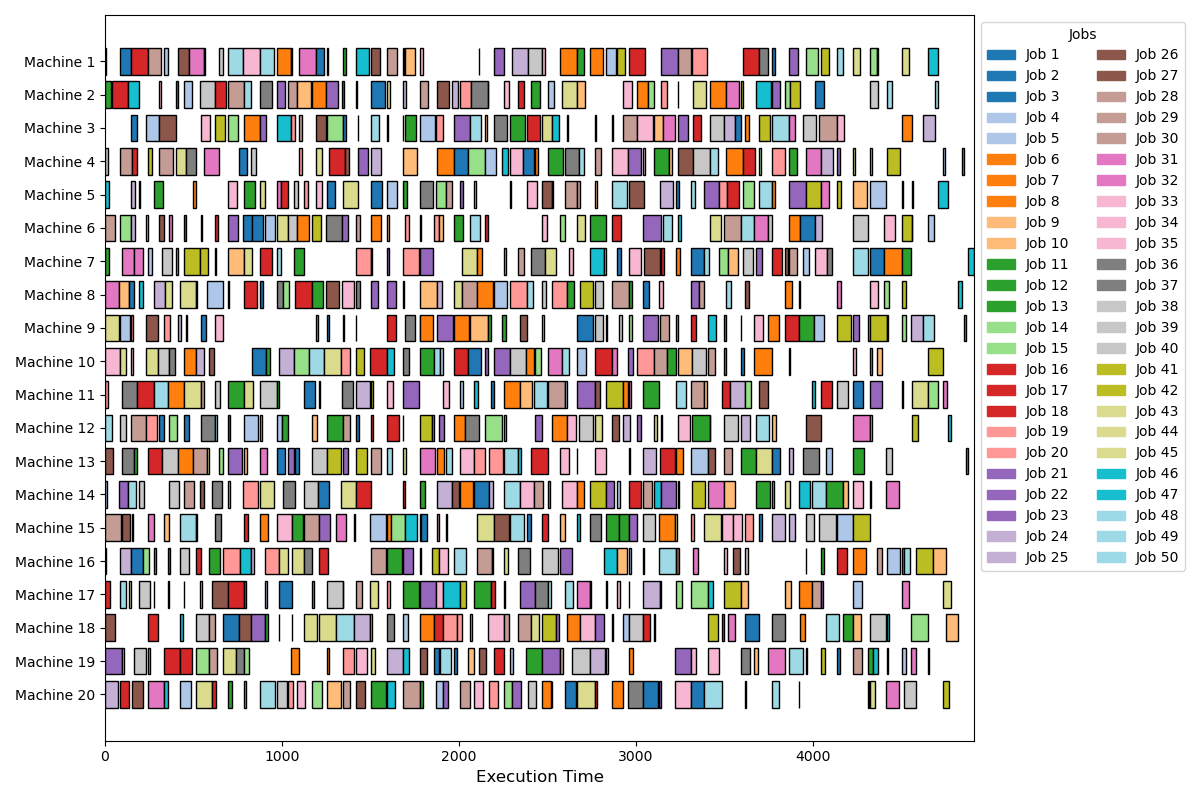 Machine 1
Machine 2
Machine 3
Machine 4
Machine 5
Machine 6
Machine 7
Machine 8
Machine 9
Machine 10
Machine 11
Machine 12
Machine 13
Machine 14
Machine 15
Machine 16
Machine 17
Machine 18
Machine 19
Machine 20
0 1000 2000 3000 4000
Execution Time
Jobs
Job 1 Job 26
Job 2 Job 27
Job 3 Job 28
Job 4 Job 29
Job 5 Job 30
Job 6 Job 31
Job 7 Job 32
Job 8 Job 33
Job 9 Job 34
Job 10 Job 35
Job 11 Job 36
Job 12 Job 37
Job 13 Job 38
Job 14 Job 39
Job 15 Job 40
Job 16 Job 41
Job 17 Job 42
Job 18 Job 43
Job 19 Job 44
Job 20 Job 45
Job 21 Job 46
Job 22 Job 47
Job 23 Job 48
Job 24 Job 49
Job 25 Job 50